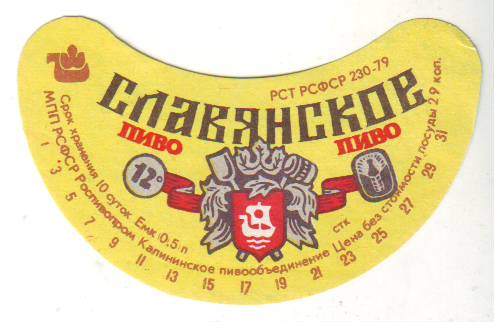 РСТ РСФСР 230-79
СЛАВЯНСКОЕ
ПИВО ПИВО
12°
Срок хранения 10 суток Емк. 0,5 л
стк Цена без стоимости посуды 29 коп.
МПП РСФСР Роспивопром Калининское пивообъединение
1 3 5 7 9 11 13 15 17 19 21 23 25 27 29 31